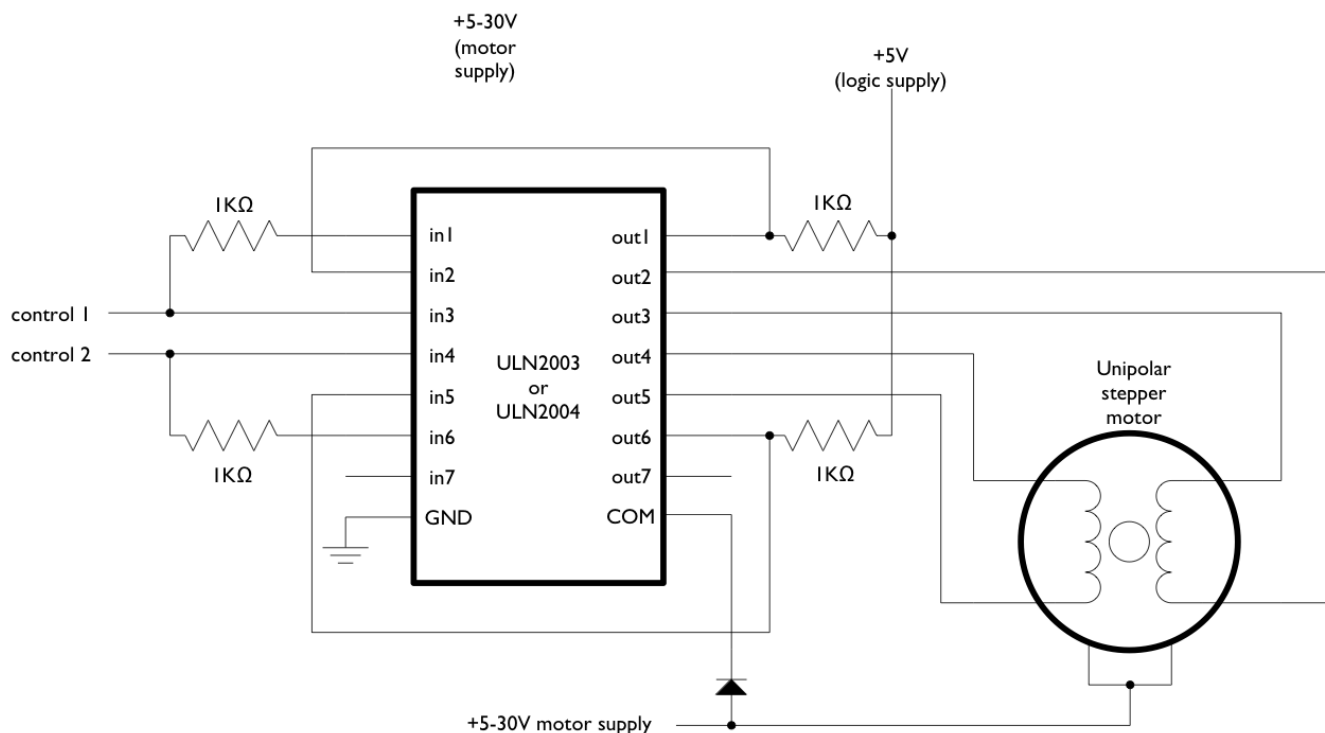 +5-30V
(motor
supply)
+5V
(logic supply)
1KΩ
1KΩ
in1
out1
in2
out2
control 1
in3
out3
control 2
in4
out4
ULN2003
or
ULN2004
Unipolar
stepper
motor
in5
out5
in6
out6
1KΩ
1KΩ
in7
out7
GND
COM
+5-30V motor supply